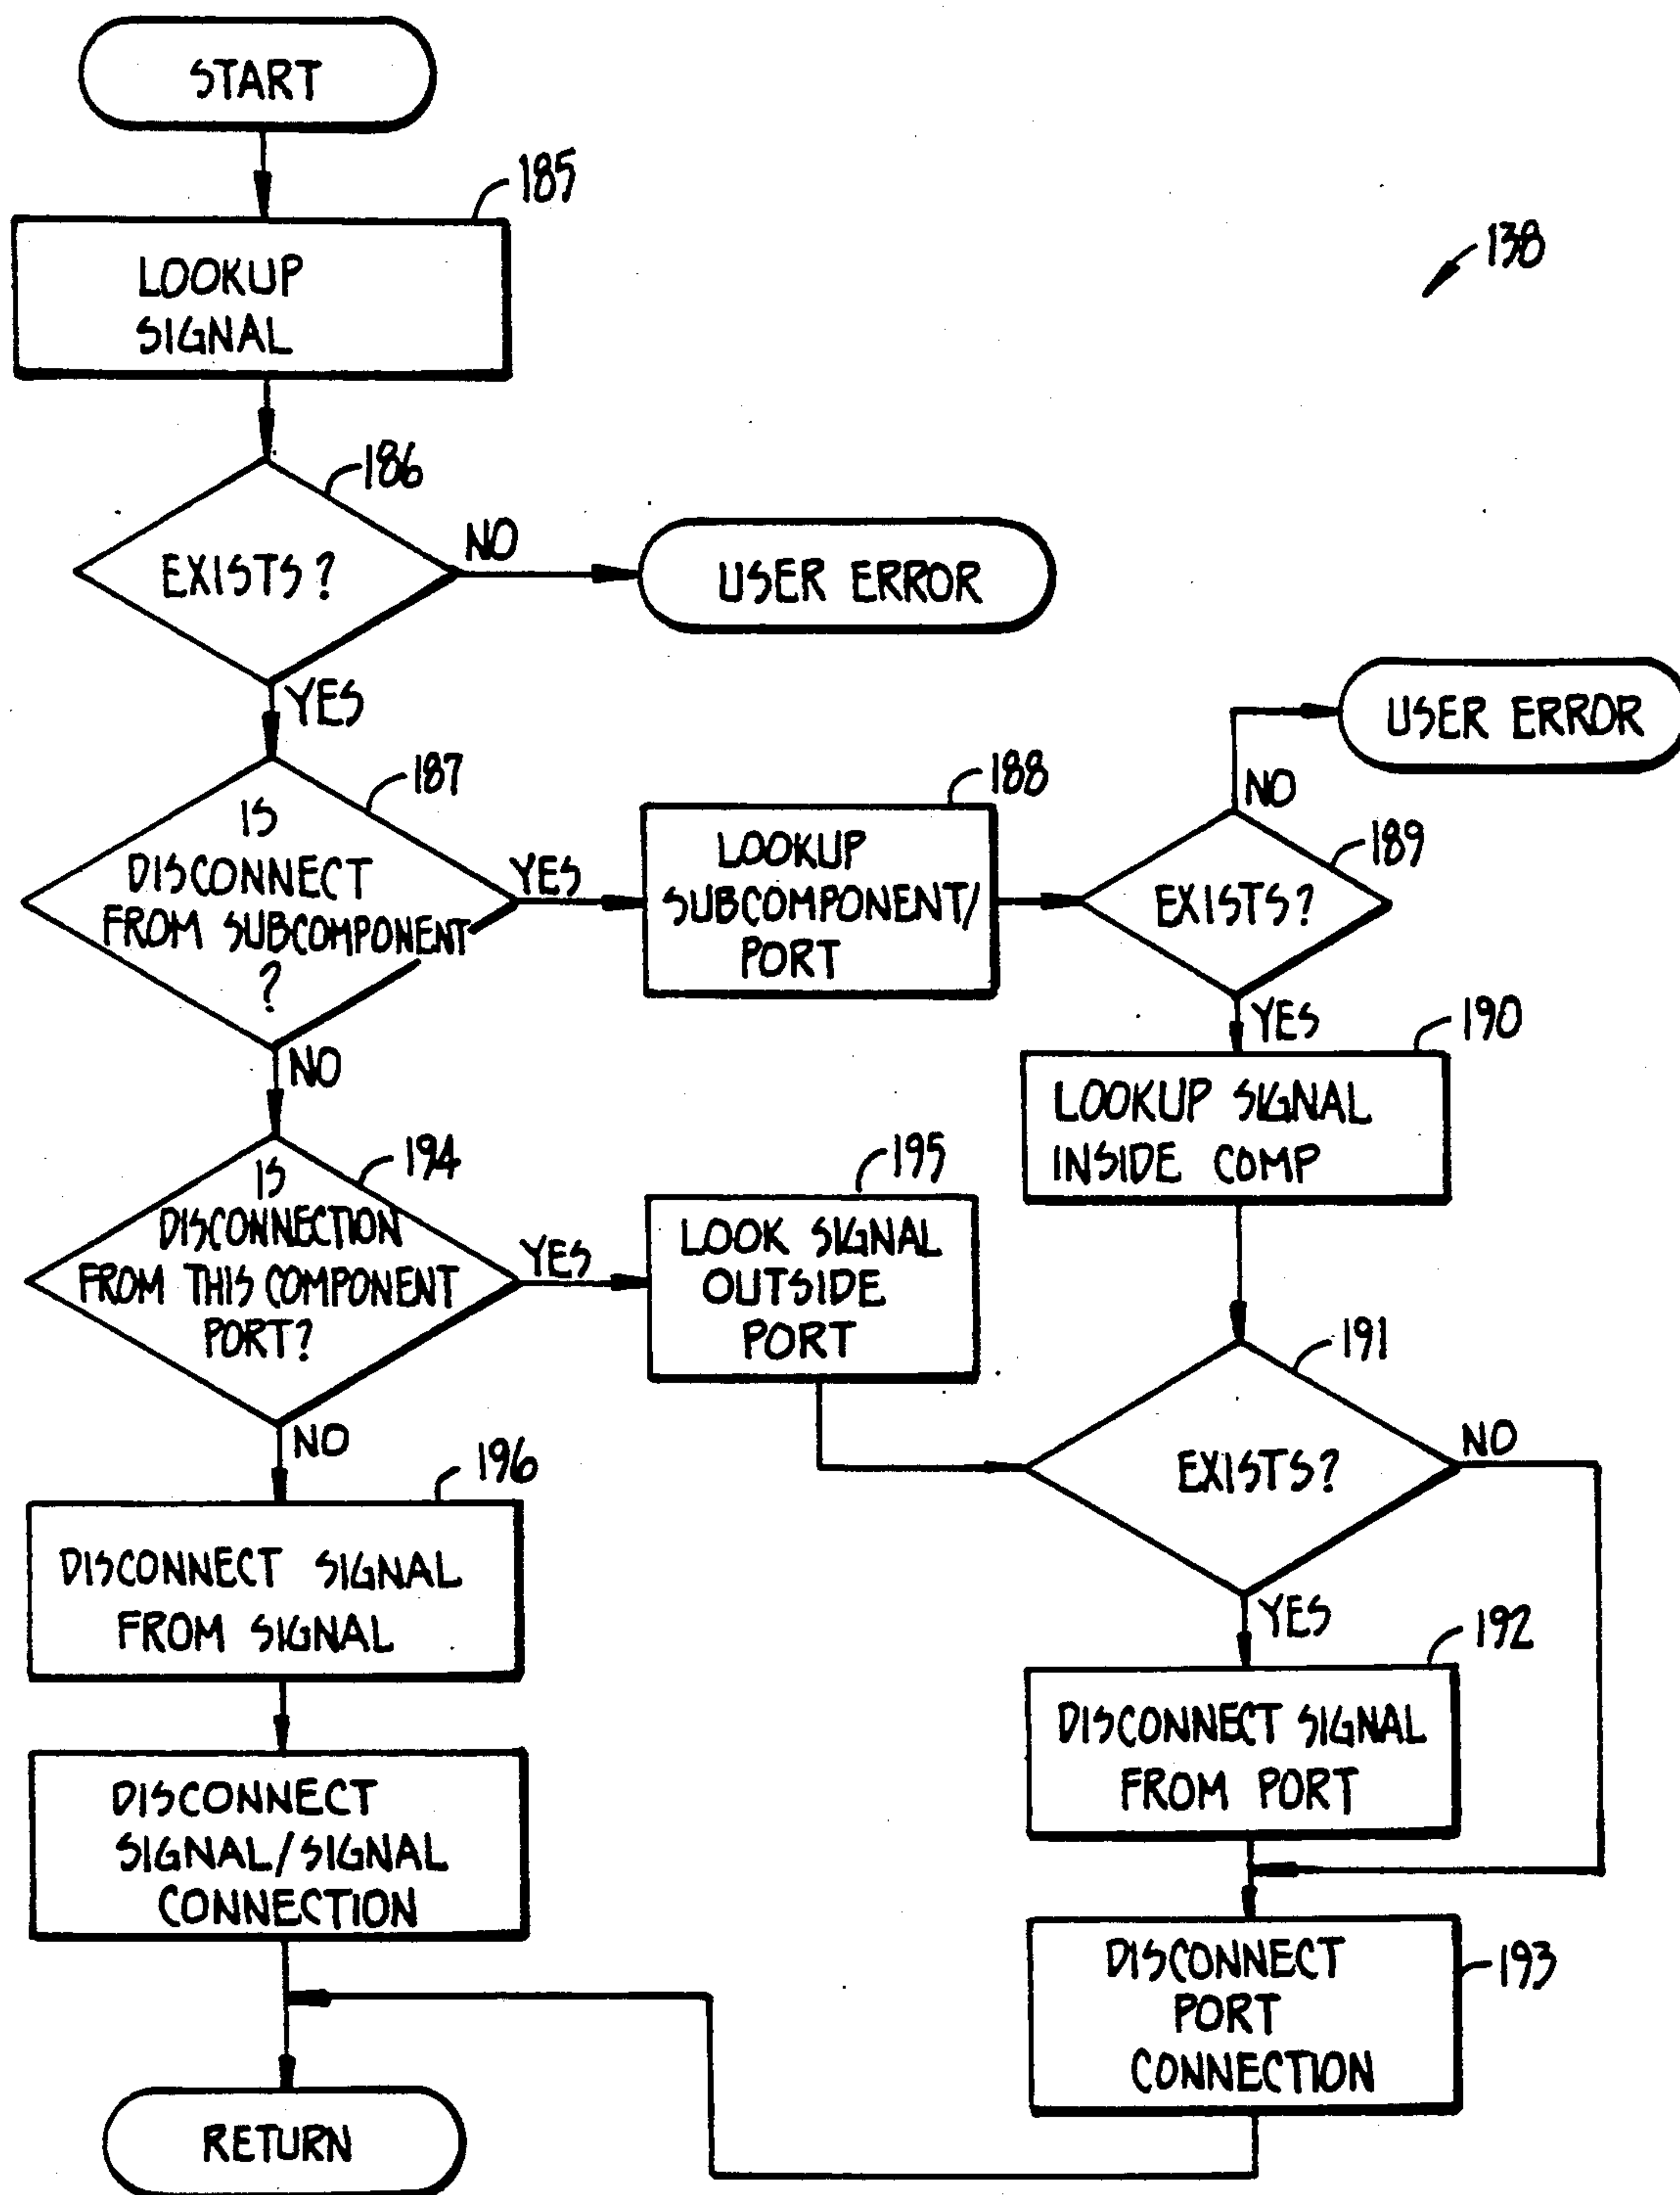 START
185
LOOKUP
SIGNAL
138
186
EXISTS?
NO
USER ERROR
YES
187
IS
DISCONNECT
FROM SUBCOMPONENT
?
YES
188
LOOKUP
SUBCOMPONENT/
PORT
189
EXISTS?
NO
USER ERROR
YES
190
LOOKUP SIGNAL
INSIDE COMP
NO
194
IS
DISCONNECTION
FROM THIS COMPONENT
PORT?
YES
195
LOOK SIGNAL
OUTSIDE
PORT
191
EXISTS?
NO
YES
192
DISCONNECT SIGNAL
FROM PORT
193
DISCONNECT
PORT
CONNECTION
NO
196
DISCONNECT SIGNAL
FROM SIGNAL
DISCONNECT
SIGNAL/SIGNAL
CONNECTION
RETURN